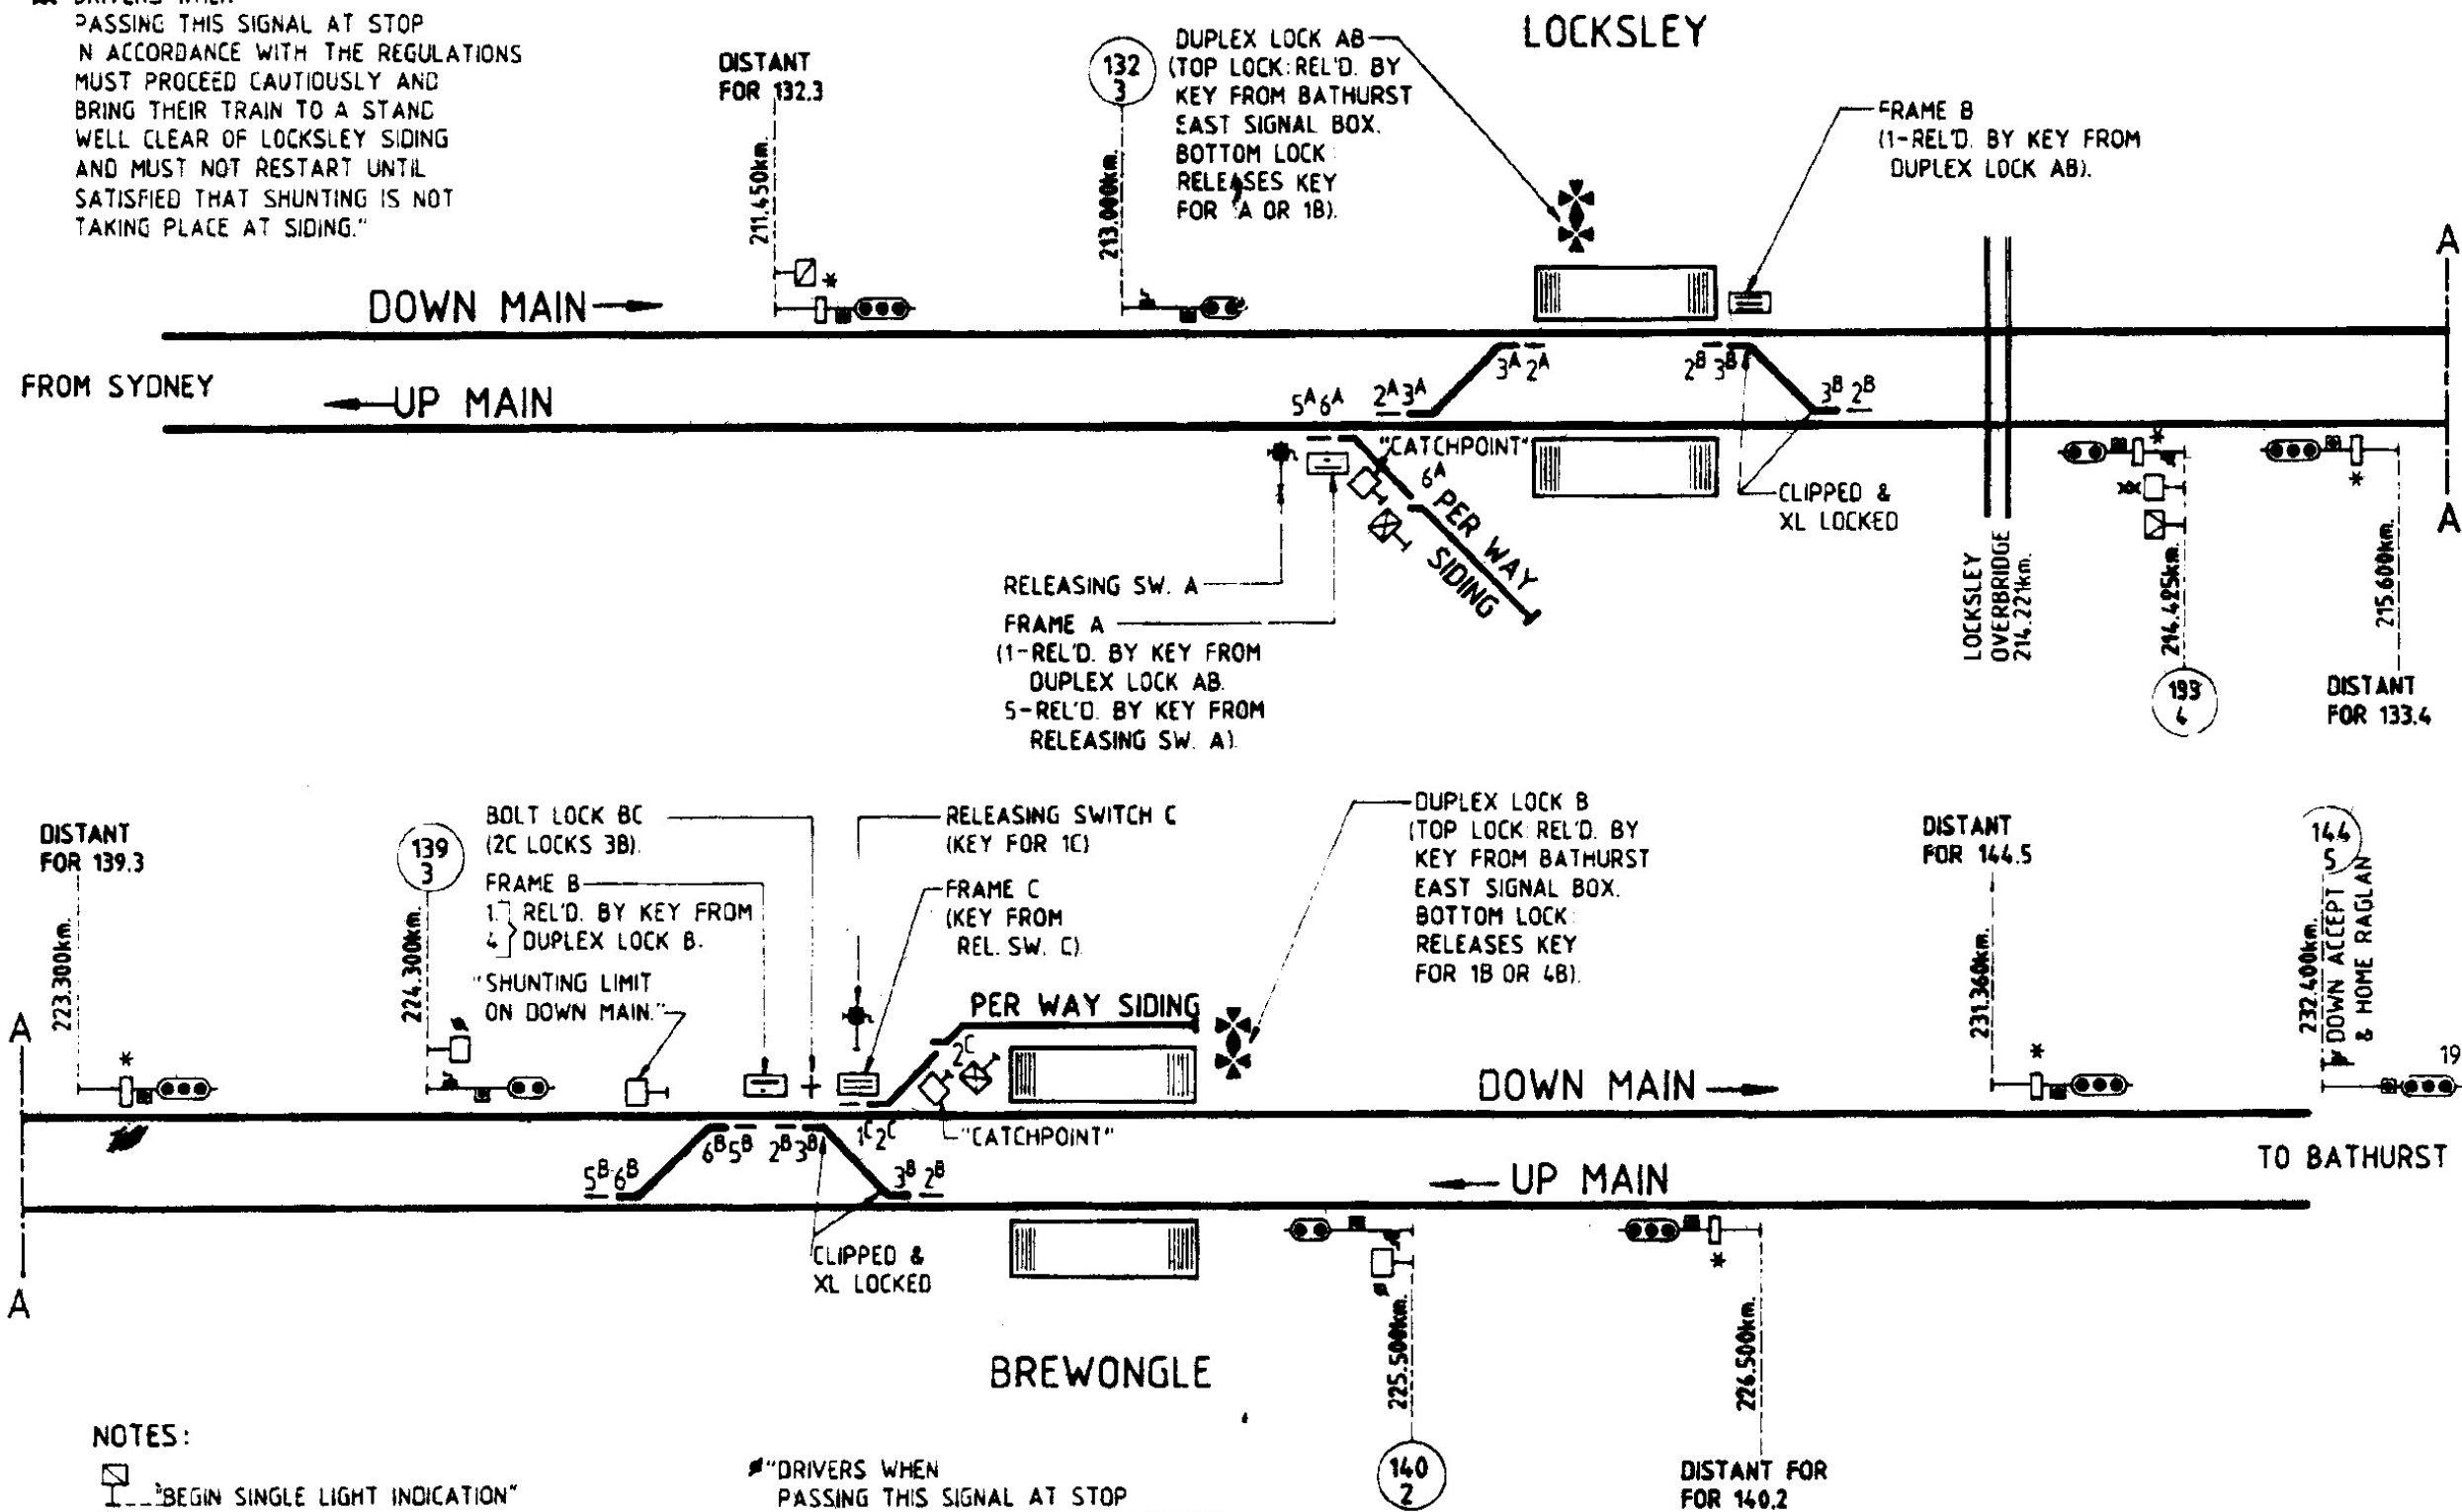 PASSING THIS SIGNAL AT STOP
N ACCORDANCE WITH THE REGULATIONS
MUST PROCEED CAUTIOUSLY AND
BRING THEIR TRAIN TO A STAND
WELL CLEAR OF LOCKSLEY SIDING
AND MUST NOT RESTART UNTIL
SATISFIED THAT SHUNTING IS NOT
TAKING PLACE AT SIDING."
DISTANT
FOR 132.3
211.450km.
132
3
213.000km.
DUPLEX LOCK AB
(TOP LOCK: REL'D. BY
KEY FROM BATHURST
EAST SIGNAL BOX.
BOTTOM LOCK:
RELEASES KEY
FOR 1A OR 1B).
LOCKSLEY
FRAME B
(1-REL'D. BY KEY FROM
DUPLEX LOCK AB).
A
DOWN MAIN
FROM SYDNEY
UP MAIN
3A 2A
2B 3B
5A 6A
2A 3A
3B 2B
"CATCHPOINT"
6A
PER WAY
SIDING
CLIPPED &
XL LOCKED
A
RELEASING SW. A
FRAME A
(1-REL'D. BY KEY FROM
DUPLEX LOCK AB.
5-REL'D. BY KEY FROM
RELEASING SW. A).
LOCKSLEY
OVERBRIDGE
214.221km.
214.425km.
133
4
215.600km.
DISTANT
FOR 133.4
DISTANT
FOR 139.3
223.300km.
139
3
224.300km.
BOLT LOCK BC
(2C LOCKS 3B).
FRAME B
1 } REL'D. BY KEY FROM
4 } DUPLEX LOCK B.
"SHUNTING LIMIT
ON DOWN MAIN."
RELEASING SWITCH C
(KEY FOR 1C)
FRAME C
(KEY FROM
REL. SW. C)
PER WAY SIDING
DUPLEX LOCK B
(TOP LOCK: REL'D. BY
KEY FROM BATHURST
EAST SIGNAL BOX.
BOTTOM LOCK:
RELEASES KEY
FOR 1B OR 4B).
DISTANT
FOR 144.5
231.360km.
144
5
232.400km.
DOWN ACCEPT
& HOME RAGLAN
19
A
2C
DOWN MAIN
6B 5B
2B 3B
1C 2C
"CATCHPOINT"
5B 6B
3B 2B
UP MAIN
TO BATHURST
A
CLIPPED &
XL LOCKED
BREWONGLE
225.500km.
140
2
226.500km.
DISTANT FOR
FOR 140.2
NOTES:
"BEGIN SINGLE LIGHT INDICATION"
"DRIVERS WHEN
PASSING THIS SIGNAL AT STOP